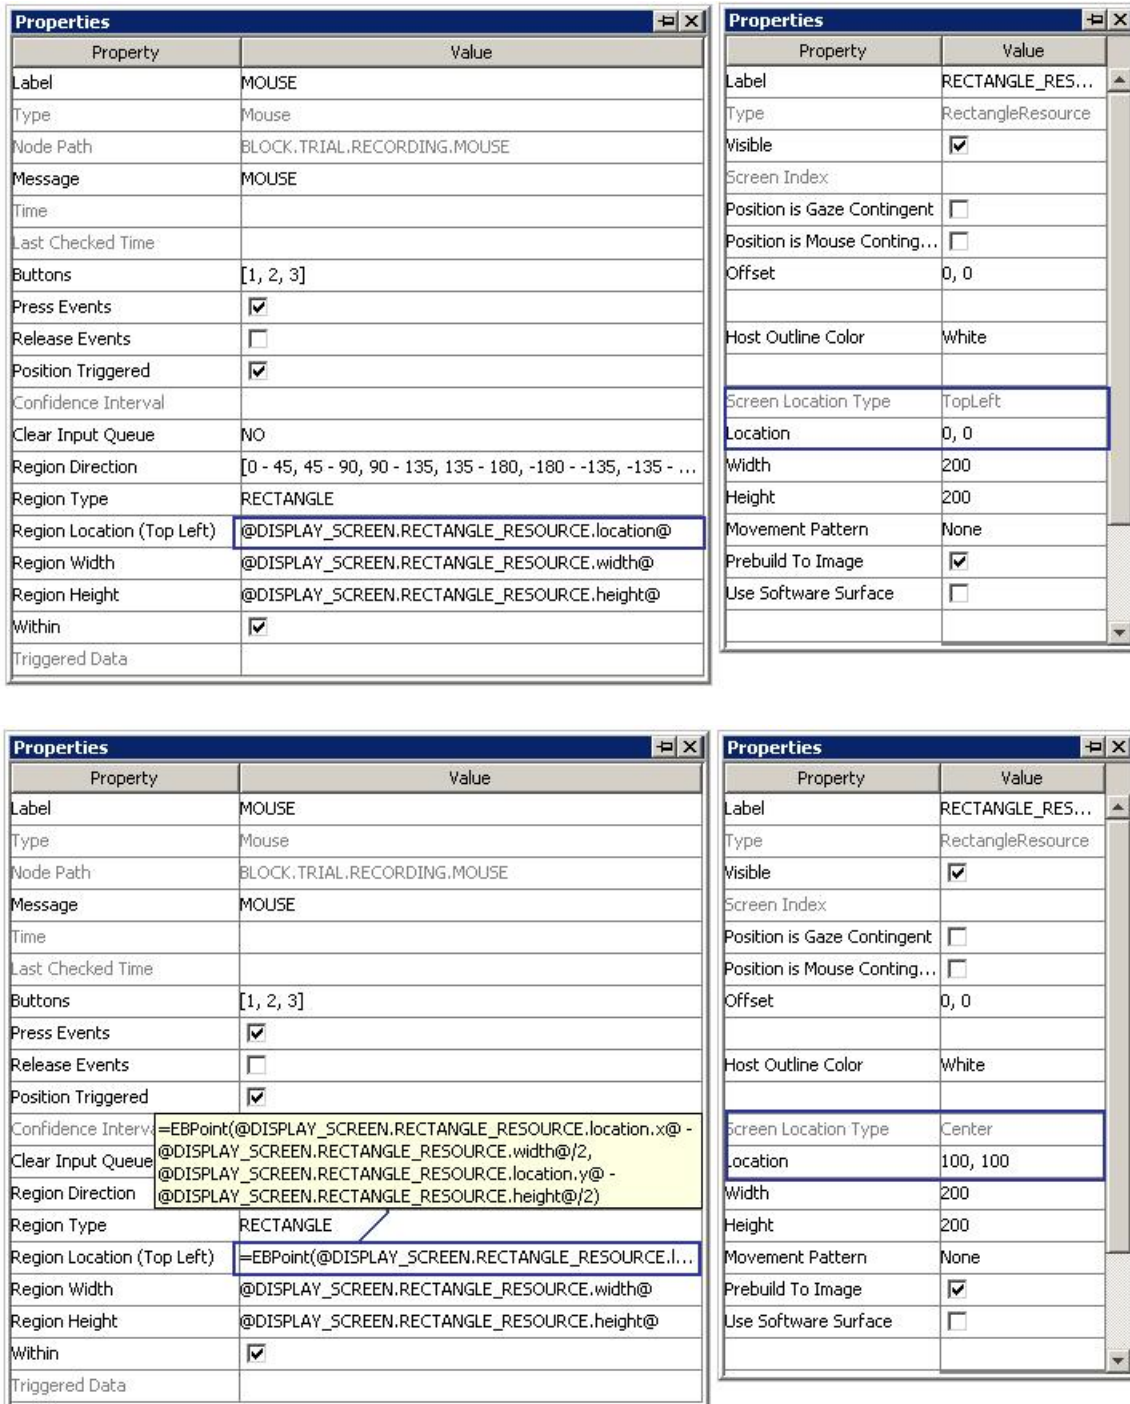 Properties
Property Value
Label MOUSE
Type Mouse
Node Path BLOCK.TRIAL.RECORDING.MOUSE
Message MOUSE
Time
Last Checked Time
Buttons [1, 2, 3]
Press Events
Release Events
Position Triggered
Confidence Interval
Clear Input Queue NO
Region Direction [0 - 45, 45 - 90, 90 - 135, 135 - 180, -180 - -135, -135 - ...
Region Type RECTANGLE
Region Location (Top Left) @DISPLAY_SCREEN.RECTANGLE_RESOURCE.location@
Region Width @DISPLAY_SCREEN.RECTANGLE_RESOURCE.width@
Region Height @DISPLAY_SCREEN.RECTANGLE_RESOURCE.height@
Within
Triggered Data
Properties
Property Value
Label RECTANGLE_RES...
Type RectangleResource
Visible
Screen Index
Position is Gaze Contingent
Position is Mouse Conting...
Offset 0, 0
Host Outline Color White
Screen Location Type TopLeft
Location 0, 0
Width 200
Height 200
Movement Pattern None
Prebuild To Image
Use Software Surface
Properties
Property Value
Label MOUSE
Type Mouse
Node Path BLOCK.TRIAL.RECORDING.MOUSE
Message MOUSE
Time
Last Checked Time
Buttons [1, 2, 3]
Press Events
Release Events
Position Triggered
Confidence Interv
=EBPoint(@DISPLAY_SCREEN.RECTANGLE_RESOURCE.location.x@ -
@DISPLAY_SCREEN.RECTANGLE_RESOURCE.width@/2,
@DISPLAY_SCREEN.RECTANGLE_RESOURCE.location.y@ -
@DISPLAY_SCREEN.RECTANGLE_RESOURCE.height@/2)
Clear Input Queue
Region Direction
Region Type RECTANGLE
Region Location (Top Left) =EBPoint(@DISPLAY_SCREEN.RECTANGLE_RESOURCE.l...
Region Width @DISPLAY_SCREEN.RECTANGLE_RESOURCE.width@
Region Height @DISPLAY_SCREEN.RECTANGLE_RESOURCE.height@
Within
Triggered Data
Properties
Property Value
Label RECTANGLE_RES...
Type RectangleResource
Visible
Screen Index
Position is Gaze Contingent
Position is Mouse Conting...
Offset 0, 0
Host Outline Color White
Screen Location Type Center
Location 100, 100
Width 200
Height 200
Movement Pattern None
Prebuild To Image
Use Software Surface